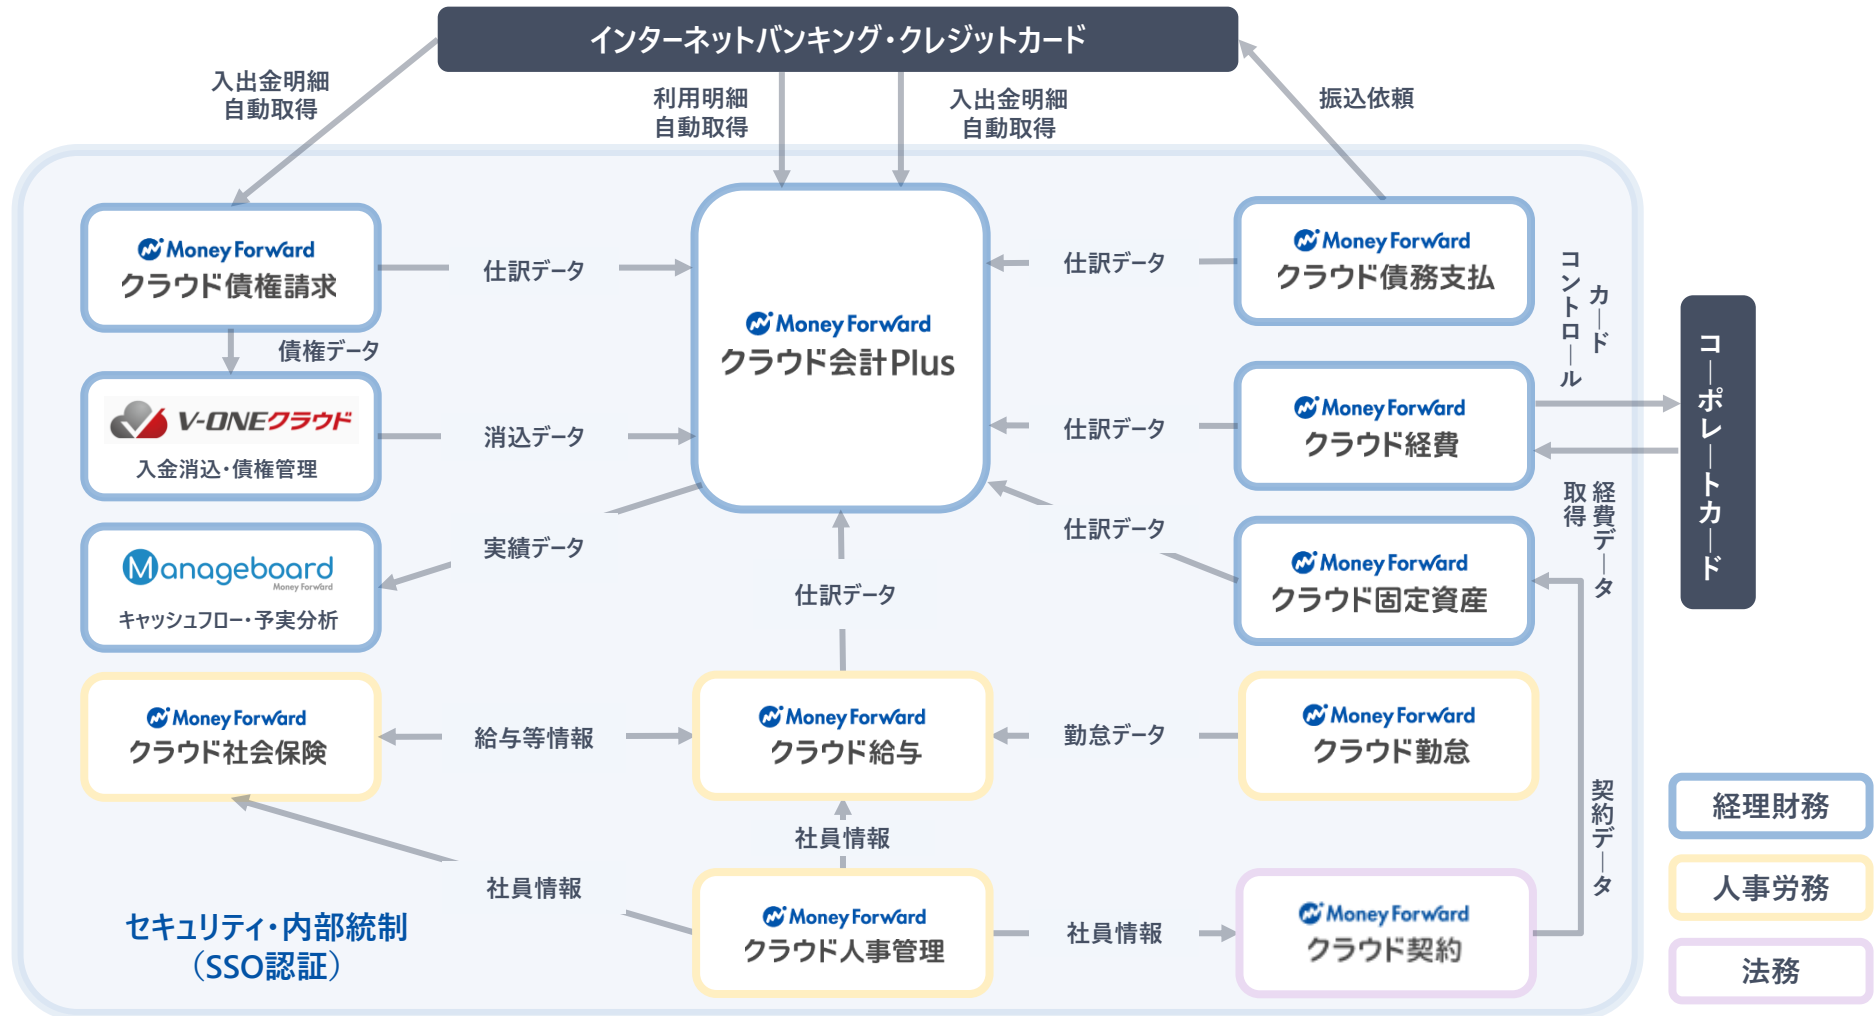 インターネットバンキング・クレジットカード
入出金明細
自動取得
利用明細
自動取得
入出金明細
自動取得
振込依頼
Money Forward
クラウド債権請求
仕訳データ
Money Forward
クラウド会計Plus
仕訳データ
Money Forward
クラウド債務支払
カード
コントロール
コーポレートカード
債権データ
V-ONEクラウド
入金消込・債権管理
消込データ
仕訳データ
Money Forward
クラウド経費
経費データ
取得
Manageboard
Money Forward
キャッシュフロー・予実分析
実績データ
仕訳データ
仕訳データ
Money Forward
クラウド固定資産
Money Forward
クラウド社会保険
給与等情報
Money Forward
クラウド給与
勤怠データ
Money Forward
クラウド勤怠
契約データ
社員情報
社員情報
Money Forward
クラウド人事管理
社員情報
Money Forward
クラウド契約
セキュリティ・内部統制
（SSO認証）
経理財務
人事労務
法務